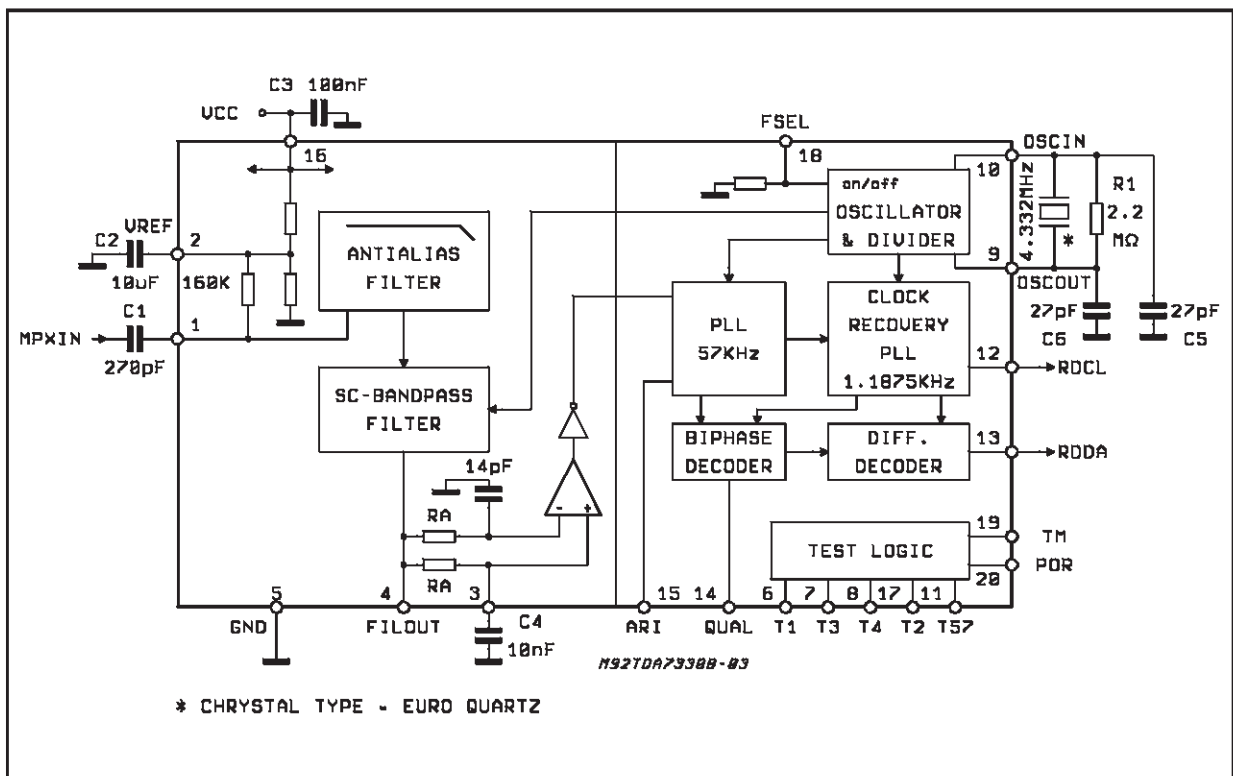 C3 100nF
VCC
16
FSEL
18
OSCIN
10
on/off
OSCILLATOR
& DIVIDER
4.332MHz
*
R1
2.2
MΩ
9
OSCOUT
C2
VREF
2
10uF
160K
ANTIALIAS
FILTER
C1
1
MPXIN
270pF
SC-BANDPASS
FILTER
PLL
57KHz
CLOCK
RECOVERY
PLL
1.1875KHz
27pF
C6
27pF
C5
12
RDCL
BIPHASE
DECODER
DIFF.
DECODER
13
RDDA
14pF
- +
RA
RA
TEST LOGIC
19
TM
POR
20
5
4
3
15
14
6
7
8
17
11
GND
FILOUT
C4
10nF
ARI
QUAL
T1
T3
T4
T2
T57
M92TDA7330B-03
* CHRYSTAL TYPE - EURO QUARTZ